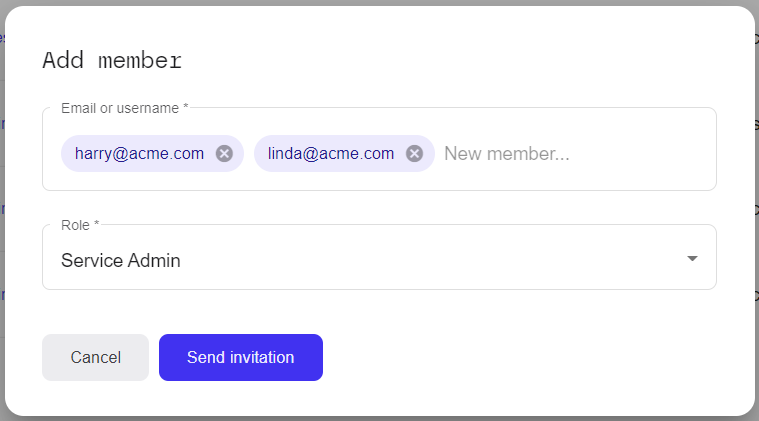 Add member
Email or username *
harry@acme.com linda@acme.com New member...
Role *
Service Admin
Cancel Send invitation